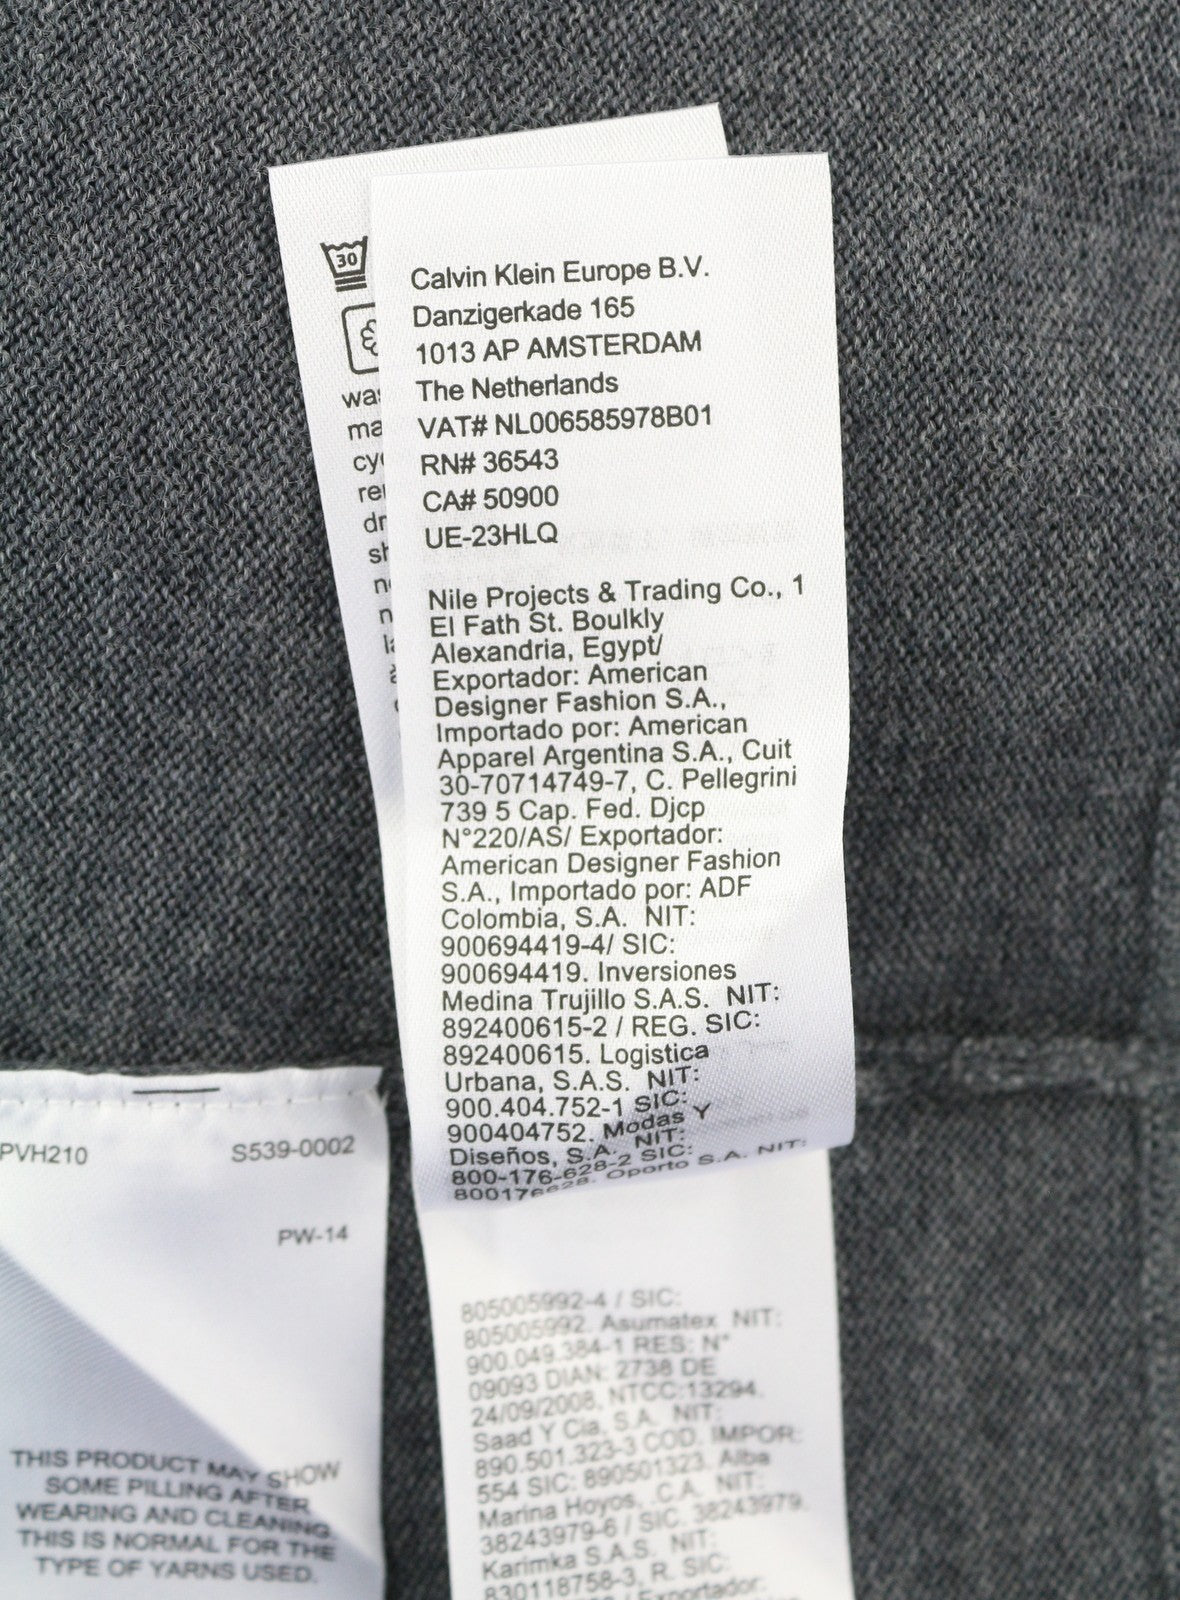 30
was
ma
cy
rer
dr
sh
n
n
la
à
Calvin Klein Europe B.V.
Danzigerkade 165
1013 AP AMSTERDAM
The Netherlands
VAT# NL006585978B01
RN# 36543
CA# 50900
UE-23HLQ
Nile Projects & Trading Co., 1
El Fath St. Boulkly
Alexandria, Egypt/
Exportador: American
Designer Fashion S.A.,
Importado por: American
Apparel Argentina S.A., Cuit
30-70714749-7, C. Pellegrini
739 5 Cap. Fed. Djcp
N°220/AS/ Exportador:
American Designer Fashion
S.A., Importado por: ADF
Colombia, S.A. NIT:
900694419-4/ SIC:
900694419. Inversiones
Medina Trujillo S.A.S. NIT:
892400615-2 / REG. SIC:
892400615. Logistica
Urbana, S.A.S. NIT:
900.404.752-1 SIC:
900404752. Modas Y
Diseños, S.A. NIT:
800-176-628-2 SIC:
800176628. Oporto S.A. NIT:
805005992-4 / SIC:
805005992. Asumatex NIT:
900.049.384-1 RES: N°
09093 DIAN: 2738 DE
24/09/2008, NTCC:13294.
Saad Y Cia, S.A. NIT:
890.501.323-3 COD. IMPOR:
554 SIC: 890501323. Alba
Marina Hoyos, .C.A. NIT:
38243979-6 / SIC. 38243979.
Karimka S.A.S. NIT:
830118758-3, R. SIC:
Exportador:
PVH210 S539-0002
PW-14
THIS PRODUCT MAY SHOW
SOME PILLING AFTER
WEARING AND CLEANING.
THIS IS NORMAL FOR THE
TYPE OF YARNS USED.